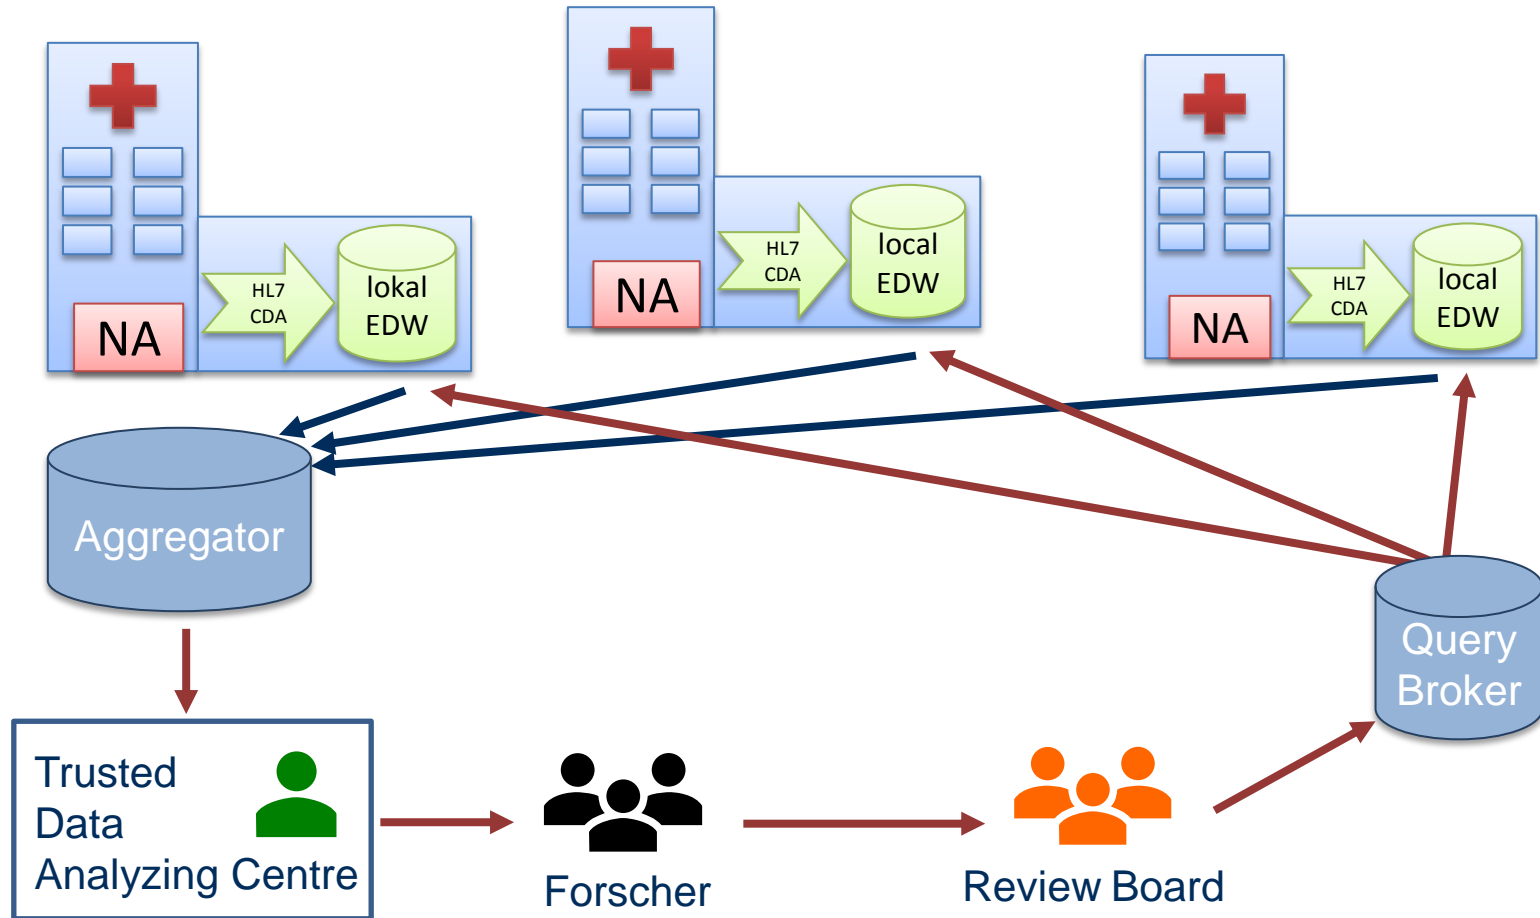 HL7
CDA
lokal
EDW
NA
HL7
CDA
local
EDW
NA
HL7
CDA
local
EDW
NA
Aggregator
Query
Broker
Trusted
Data
Analyzing Centre
Forscher
Review Board